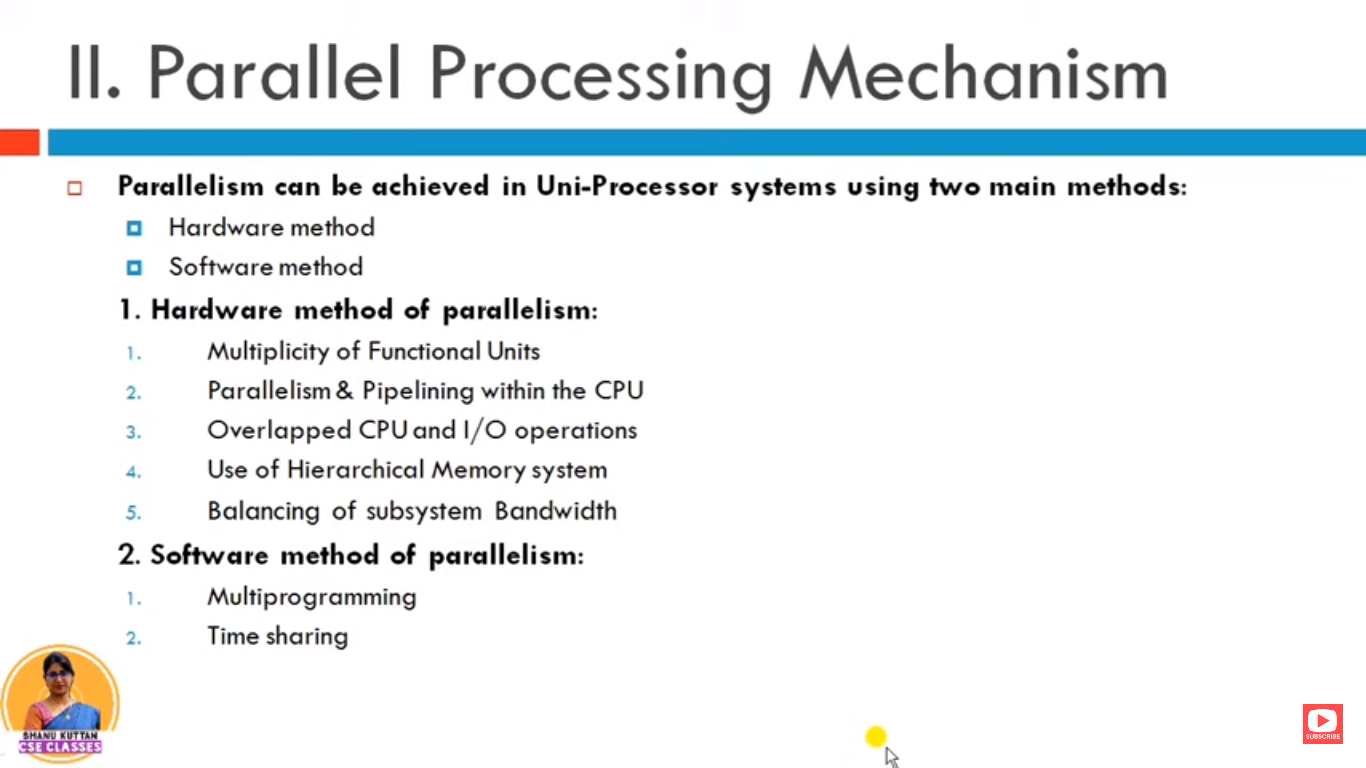 II. Parallel Processing Mechanism
Parallelism can be achieved in Uni-Processor systems using two main methods:
Hardware method
Software method
1. Hardware method of parallelism:
1. Multiplicity of Functional Units
2. Parallelism & Pipelining within the CPU
3. Overlapped CPU and I/O operations
4. Use of Hierarchical Memory system
5. Balancing of subsystem Bandwidth
2. Software method of parallelism:
1. Multiprogramming
2. Time sharing
SHANU KUTTAN
CSE CLASSES
SUBSCRIBE